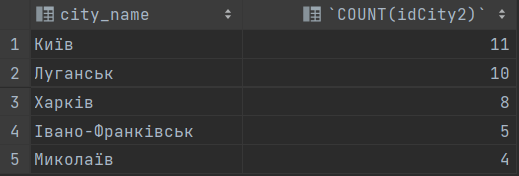 city_name `COUNT(idCity2)`
1 Київ 11
2 Луганськ 10
3 Харків 8
4 Івано-Франківськ 5
5 Миколаїв 4